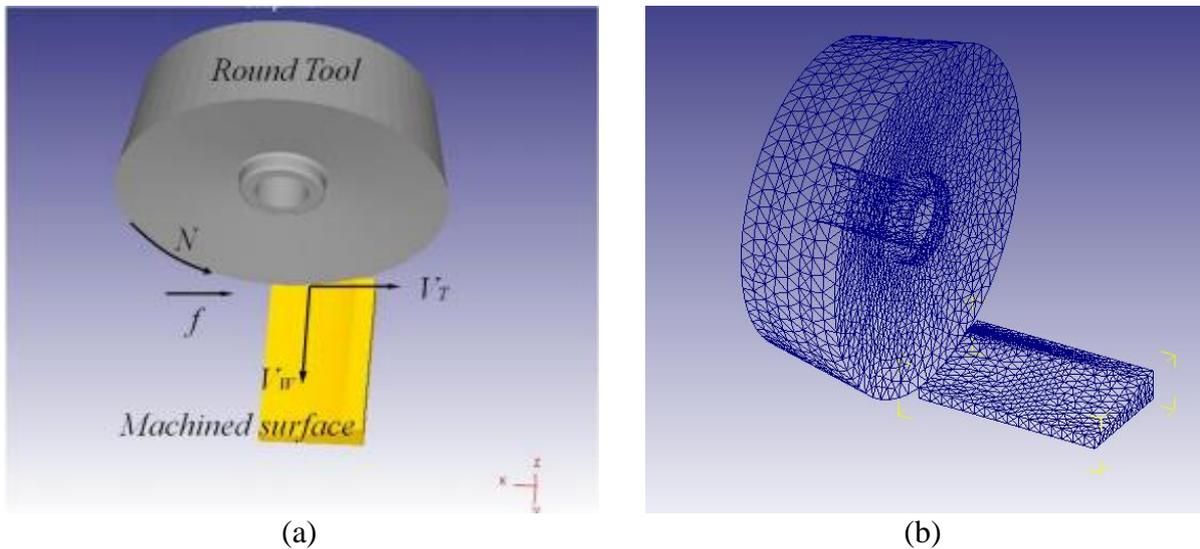 Round Tool
N
f
V_T
V_W
Machined surface
z
x
(a)
(b)